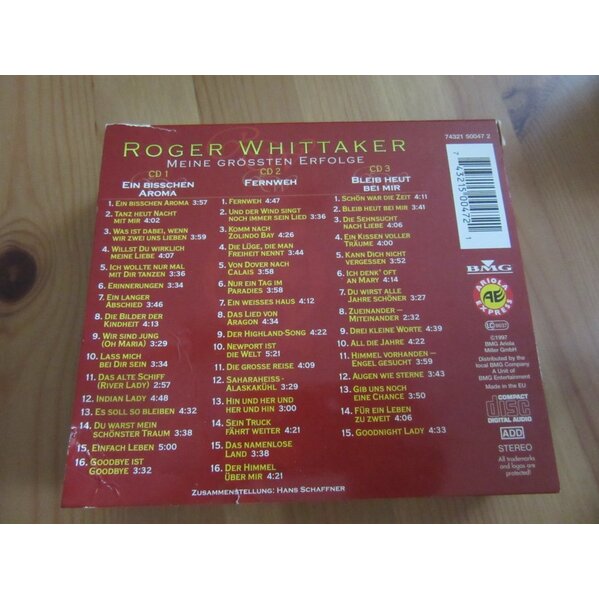 ROGER WHITTAKER
MEINE GRÖSSTEN ERFOLGE
CD 1
EIN BISSCHEN
AROMA
1. EIN BISSCHEN AROMA 3:57
2. TANZ HEUT NACHT
MIT MIR 4:02
3. WAS IST DABEI, WENN
WIR ZWEI UNS LIEBEN 3:59
4. WILLST DU WIRKLICH
MEINE LIEBE 4:07
5. ICH WOLLTE NUR MAL
MIT DIR TANZEN 3:36
6. ERINNERUNGEN 3:34
7. EIN LANGER
ABSCHIED 3:46
8. DIE BILDER DER
KINDHEIT 4:13
9. WIR SIND JUNG
(OH MARIA) 3:29
10. LASS MICH
BEI DIR SEIN 3:34
11. DAS ALTE SCHIFF
(RIVER LADY) 2:57
12. INDIAN LADY 4:48
13. ES SOLL SO BLEIBEN 4:32
14. DU WARST MEIN
SCHÖNSTER TRAUM 3:38
15. EINFACH LEBEN 5:00
16. GOODBYE IST
GOODBYE 3:32
CD 2
FERNWEH
1. FERNWEH 4:47
2. UND DER WIND SINGT
NOCH IMMER SEIN LIED 3:36
3. KOMM NACH
ZOLINDO BAY 4:26
4. DIE LÜGE, DIE MAN
FREIHEIT NENNT 3:44
5. VON DOVER NACH
CALAIS 3:58
6. NUR EIN TAG IM
PARADIES 3:58
7. EIN WEISSES HAUS 4:12
8. DAS LIED VON
ARAGON 4:34
9. DER HIGHLAND-SONG 4:22
10. NEWPORT IST
DIE WELT 5:21
11. DIE GROSSE REISE 4:09
12. SAHARAHEISS-
ALASKAKÜHL 3:29
13. HIN UND HER UND
HER UND HIN 3:00
14. SEIN TRUCK
FÄHRT WEITER 4:21
15. DAS NAMENLOSE
LAND 3:38
16. DER HIMMEL
ÜBER MIR 4:21
CD 3
BLEIB HEUT
BEI MIR
1. SCHÖN WAR DIE ZEIT 4:11
2. BLEIB HEUT BEI MIR 3:41
3. DIE SEHNSUCHT
NACH LIEBE 4:06
4. EIN KISSEN VOLLER
TRÄUME 4:00
5. KANN DICH NICHT
VERGESSEN 3:52
6. ICH DENK' OFT
AN MARY 4:14
7. DU WIRST ALLE
JAHRE SCHÖNER 3:27
8. ZUEINANDER-
MITEINANDER 2:32
9. DREI KLEINE WORTE 4:39
10. ALL DIE JAHRE 4:22
11. HIMMEL VORHANDEN –
ENGEL GESUCHT 3:59
12. AUGEN WIE STERNE 3:43
13. GIB UNS NOCH
EINE CHANCE 3:50
14. FÜR EIN LEBEN
ZU ZWEIT 4:06
15. GOODNIGHT LADY 4:33
ZUSAMMENSTELLUNG: HANS SCHAFFNER
74321 50047 2
7 43215 00472 1
BMG
ARIOLA
AE
EXPRESS
LC 9637
©1997
BMG Ariola
Miller GmbH
Distributed by the
local BMG Company
A Unit of
BMG Entertainment
Made in the EU
COMPACT
disc
DIGITAL AUDIO
ADD
STEREO
All trademarks
and logos are
protected